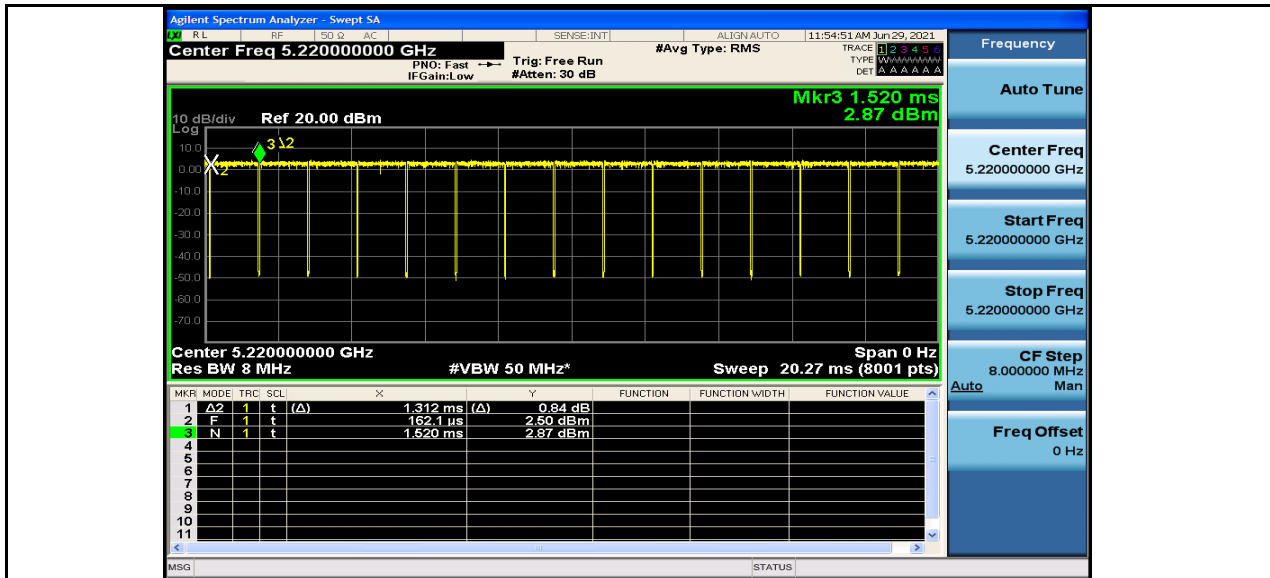 Agilent Spectrum Analyzer - Swept SA
LXI RL RF 50 Ω AC SENSE:INT ALIGN AUTO 11:54:51 AM Jun 29, 2021
Center Freq 5.220000000 GHz
PNO: Fast
IFGain:Low
Trig: Free Run
#Atten: 30 dB
#Avg Type: RMS
TRACE 1 2 3 4 5 6
TYPE WWWWWW
DET A A A A A A
Mkr3 1.520 ms
2.87 dBm
10 dB/div Ref 20.00 dBm
Log
10.0
0.00
-10.0
-20.0
-30.0
-40.0
-50.0
-60.0
-70.0
3 Δ2
X2
Center 5.220000000 GHz Span 0 Hz
Res BW 8 MHz #VBW 50 MHz* Sweep 20.27 ms (8001 pts)
MKR MODE TRC SCL X Y FUNCTION FUNCTION WIDTH FUNCTION VALUE
1 Δ2 1 t (Δ) 1.312 ms (Δ) 0.84 dB
2 F 1 t 162.1 µs 2.50 dBm
3 N 1 t 1.520 ms 2.87 dBm
4
5
6
7
8
9
10
11
MSG STATUS
Frequency
Auto Tune
Center Freq
5.220000000 GHz
Start Freq
5.220000000 GHz
Stop Freq
5.220000000 GHz
CF Step
8.000000 MHz
Auto Man
Freq Offset
0 Hz